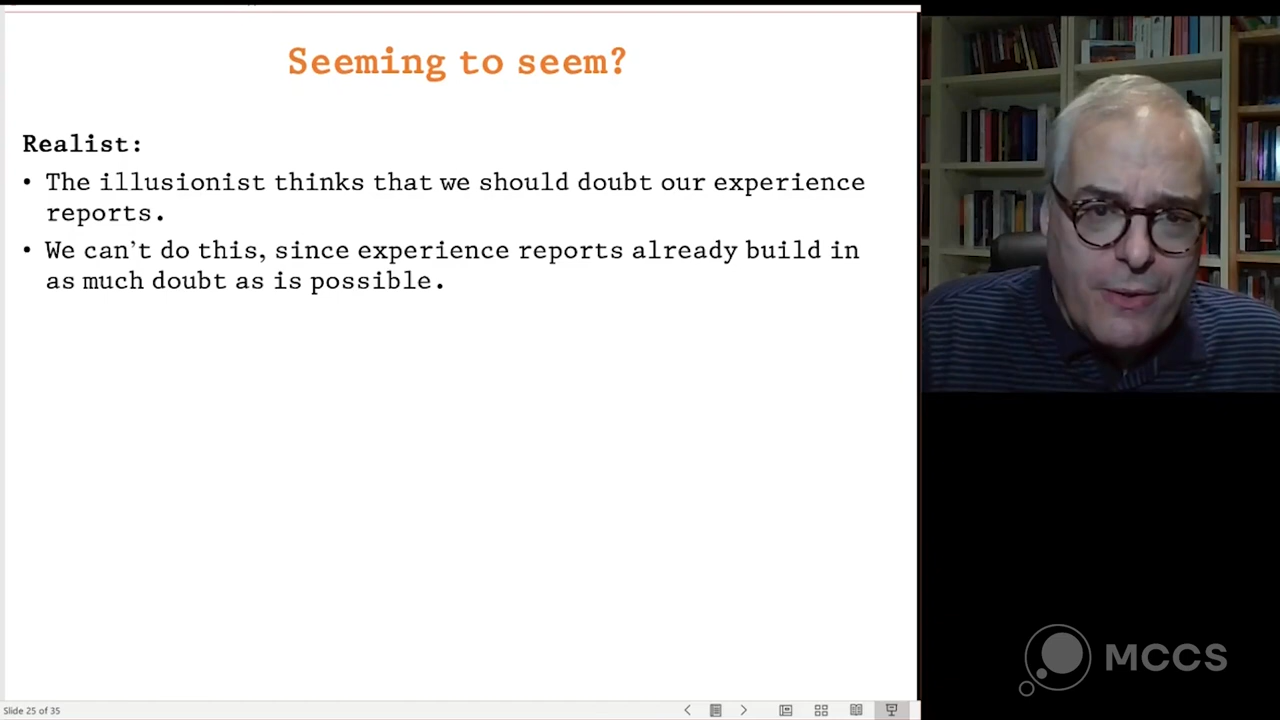 Seeming to seem?
Realist:
• The illusionist thinks that we should doubt our experience
reports.
• We can't do this, since experience reports already build in
as much doubt as is possible.
MCCS
Slide 25 of 35